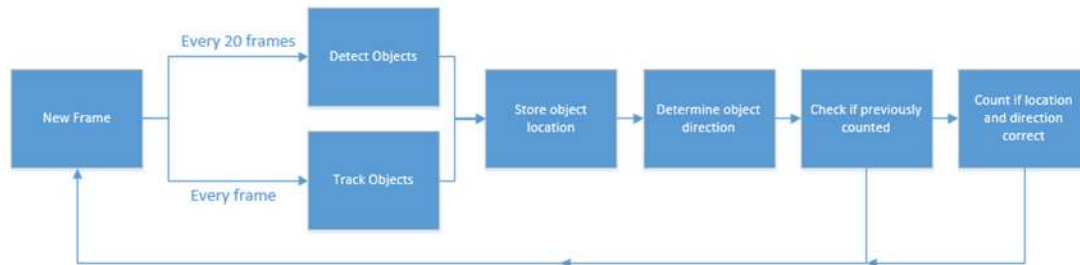 Every 20 frames
Detect Objects
New Frame
Store object
location
Determine object
direction
Check if previously
counted
Count if location
and direction
correct
Track Objects
Every frame